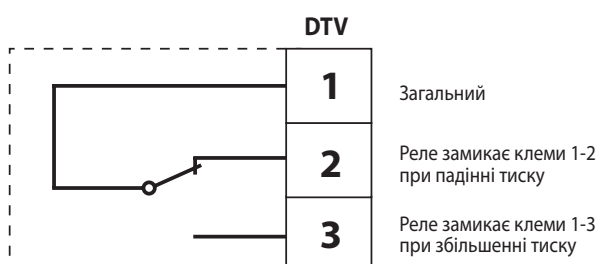 DTV
1
Загальний
2
Реле замикає клеми 1-2
при падінні тиску
3
Реле замикає клеми 1-3
при збільшенні тиску